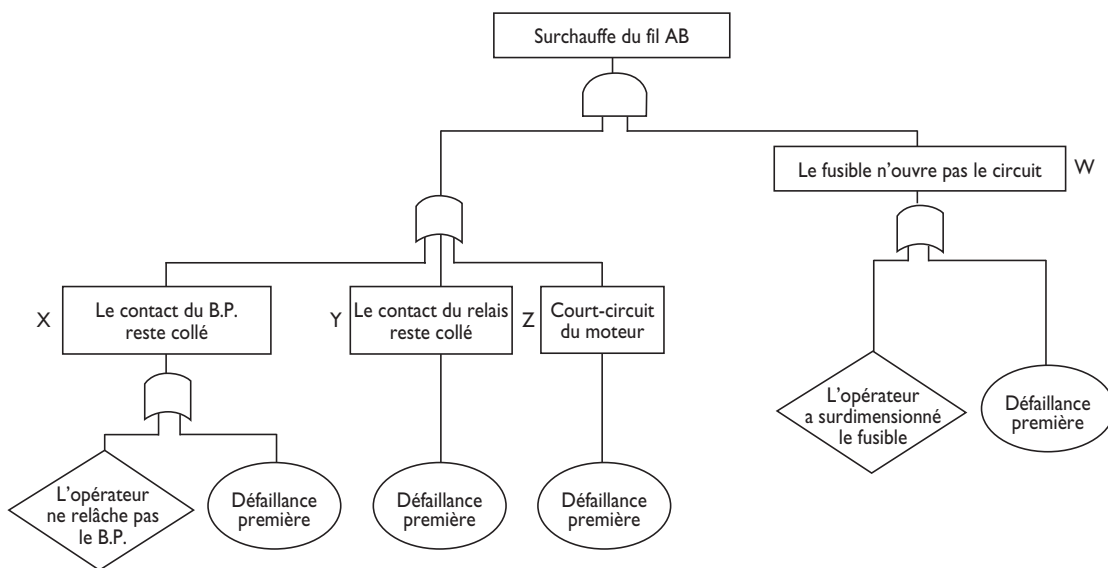 Surchauffe du fil AB
Le fusible n'ouvre pas le circuit
W
X
Le contact du B.P.
reste collé
Y
Le contact du relais
reste collé
Z
Court-circuit
du moteur
L'opérateur
a surdimensionné
le fusible
Défaillance
première
L'opérateur
ne relâche pas
le B.P.
Défaillance
première
Défaillance
première
Défaillance
première